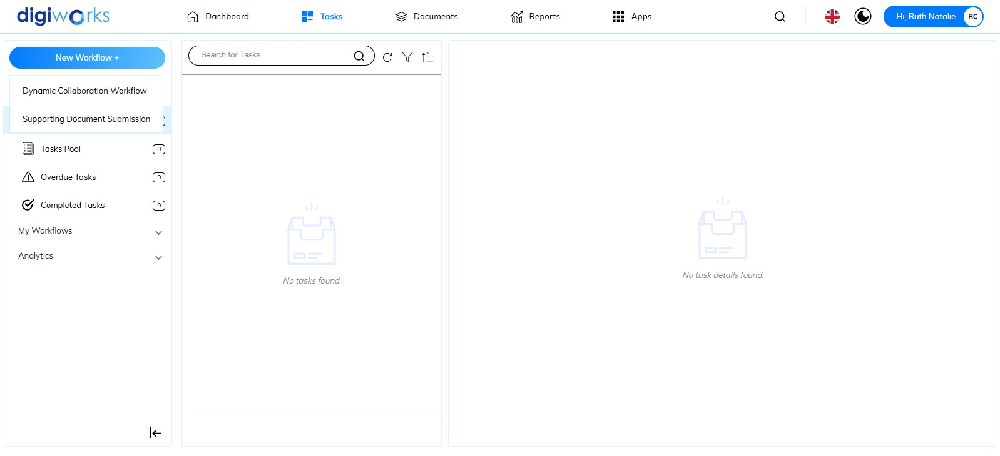 digiworks
Dashboard
Tasks
Documents
Reports
Apps
Hi, Ruth Natalie
RC
New Workflow +
Dynamic Collaboration Workflow
Supporting Document Submission
Tasks Pool
0
Overdue Tasks
0
Completed Tasks
0
My Workflows
Analytics
Search for Tasks
No tasks found.
No task details found.